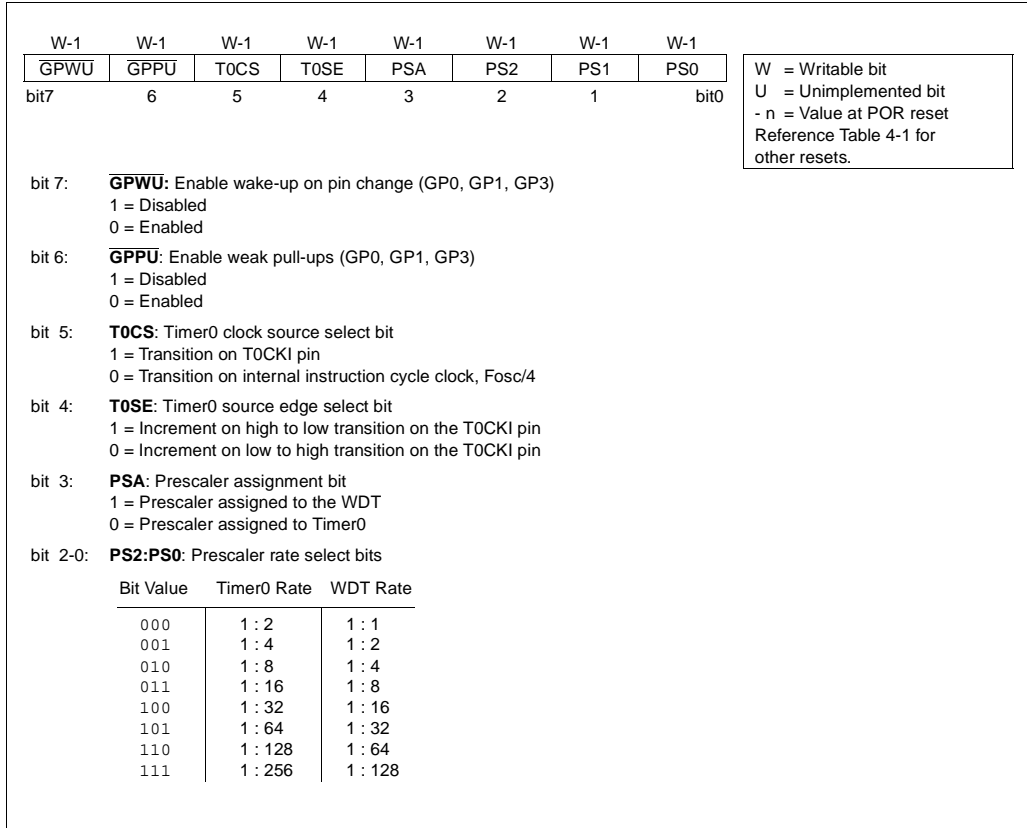 W-1 W-1 W-1 W-1 W-1 W-1 W-1 W-1
GPWU GPPU T0CS T0SE PSA PS2 PS1 PS0
bit7 6 5 4 3 2 1 bit0
W = Writable bit
U = Unimplemented bit
- n = Value at POR reset
Reference Table 4-1 for
other resets.
bit 7: GPWU: Enable wake-up on pin change (GP0, GP1, GP3)
1 = Disabled
0 = Enabled
bit 6: GPPU: Enable weak pull-ups (GP0, GP1, GP3)
1 = Disabled
0 = Enabled
bit 5: T0CS: Timer0 clock source select bit
1 = Transition on T0CKI pin
0 = Transition on internal instruction cycle clock, Fosc/4
bit 4: T0SE: Timer0 source edge select bit
1 = Increment on high to low transition on the T0CKI pin
0 = Increment on low to high transition on the T0CKI pin
bit 3: PSA: Prescaler assignment bit
1 = Prescaler assigned to the WDT
0 = Prescaler assigned to Timer0
bit 2-0: PS2:PS0: Prescaler rate select bits
Bit Value Timer0 Rate WDT Rate
000 1 : 2 1 : 1
001 1 : 4 1 : 2
010 1 : 8 1 : 4
011 1 : 16 1 : 8
100 1 : 32 1 : 16
101 1 : 64 1 : 32
110 1 : 128 1 : 64
111 1 : 256 1 : 128